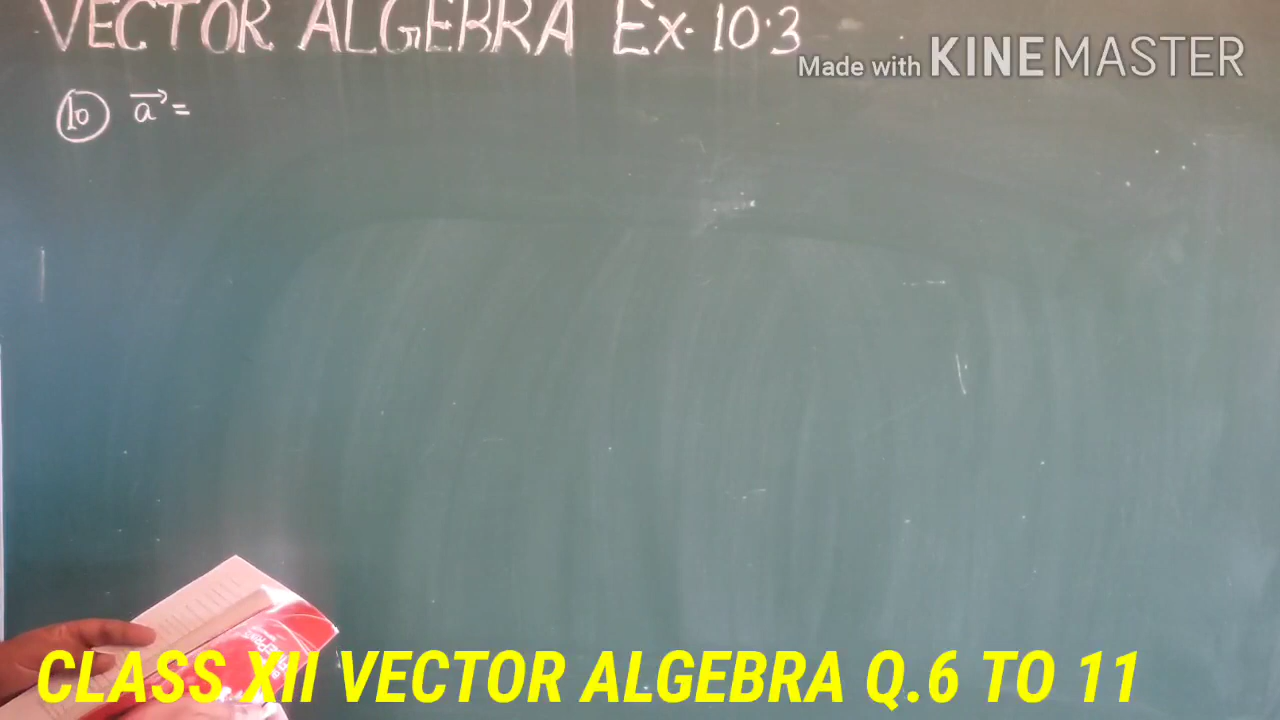 VECTOR ALGEBRA Ex. 10.3
Made with KINEMASTER
10 a⃗ =
CLASS XII VECTOR ALGEBRA Q.6 TO 11